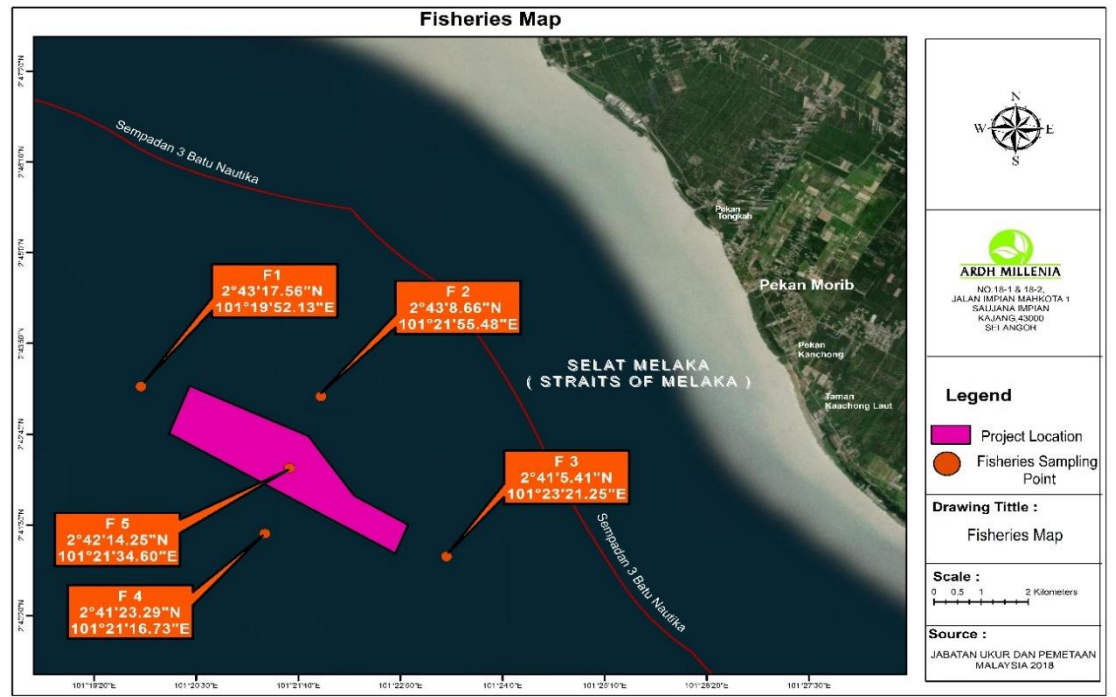 Fisheries Map
Sempadan 3 Batu Nautika
F1
2°43'17.56"N
101°19'52.13"E
F 2
2°43'8.66"N
101°21'55.48"E
Pekan
Tongkah
Pekan Morib
SELAT MELAKA
( STRAITS OF MELAKA )
Pekan
Kanchong
Taman
Kaachong Laut
F 3
2°41'5.41"N
101°23'21.25"E
F 5
2°42'14.25"N
101°21'34.60"E
F 4
2°41'23.29"N
101°21'16.73"E
Sempadan 3 Batu Nautika
101°19'20"E
101°20'30"E
101°21'40"E
101°22'50"E
101°24'0"E
101°25'10"E
101°26'20"E
101°27'30"E
N
W E
S
ARDH MILLENIA
NO.18-1 & 18-2,
JALAN IMPIAN MAHKOTA 1
SAUJANA IMPIAN
KAJANG,43000
SELANGOR
Legend
Project Location
Fisheries Sampling
Point
Drawing Tittle :
Fisheries Map
Scale :
0 0.5 1 2 Kilometers
Source :
JABATAN UKUR DAN PEMETAAN
MALAYSIA 2018